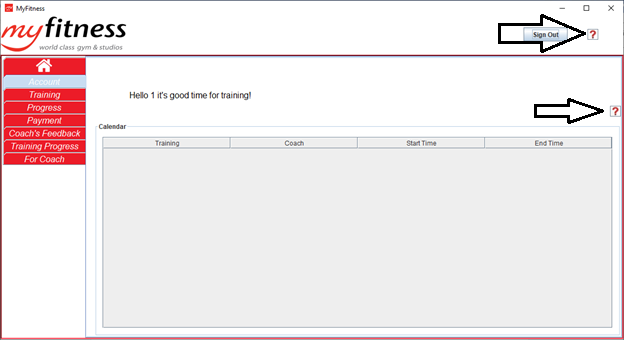 MyFitness
myfitness
world class gym & studios
Sign Out ?
Account
Training
Progress
Payment
Coach's Feedback
Training Progress
For Coach
Hello 1 it's good time for training!
?
Calendar
Training Coach Start Time End Time